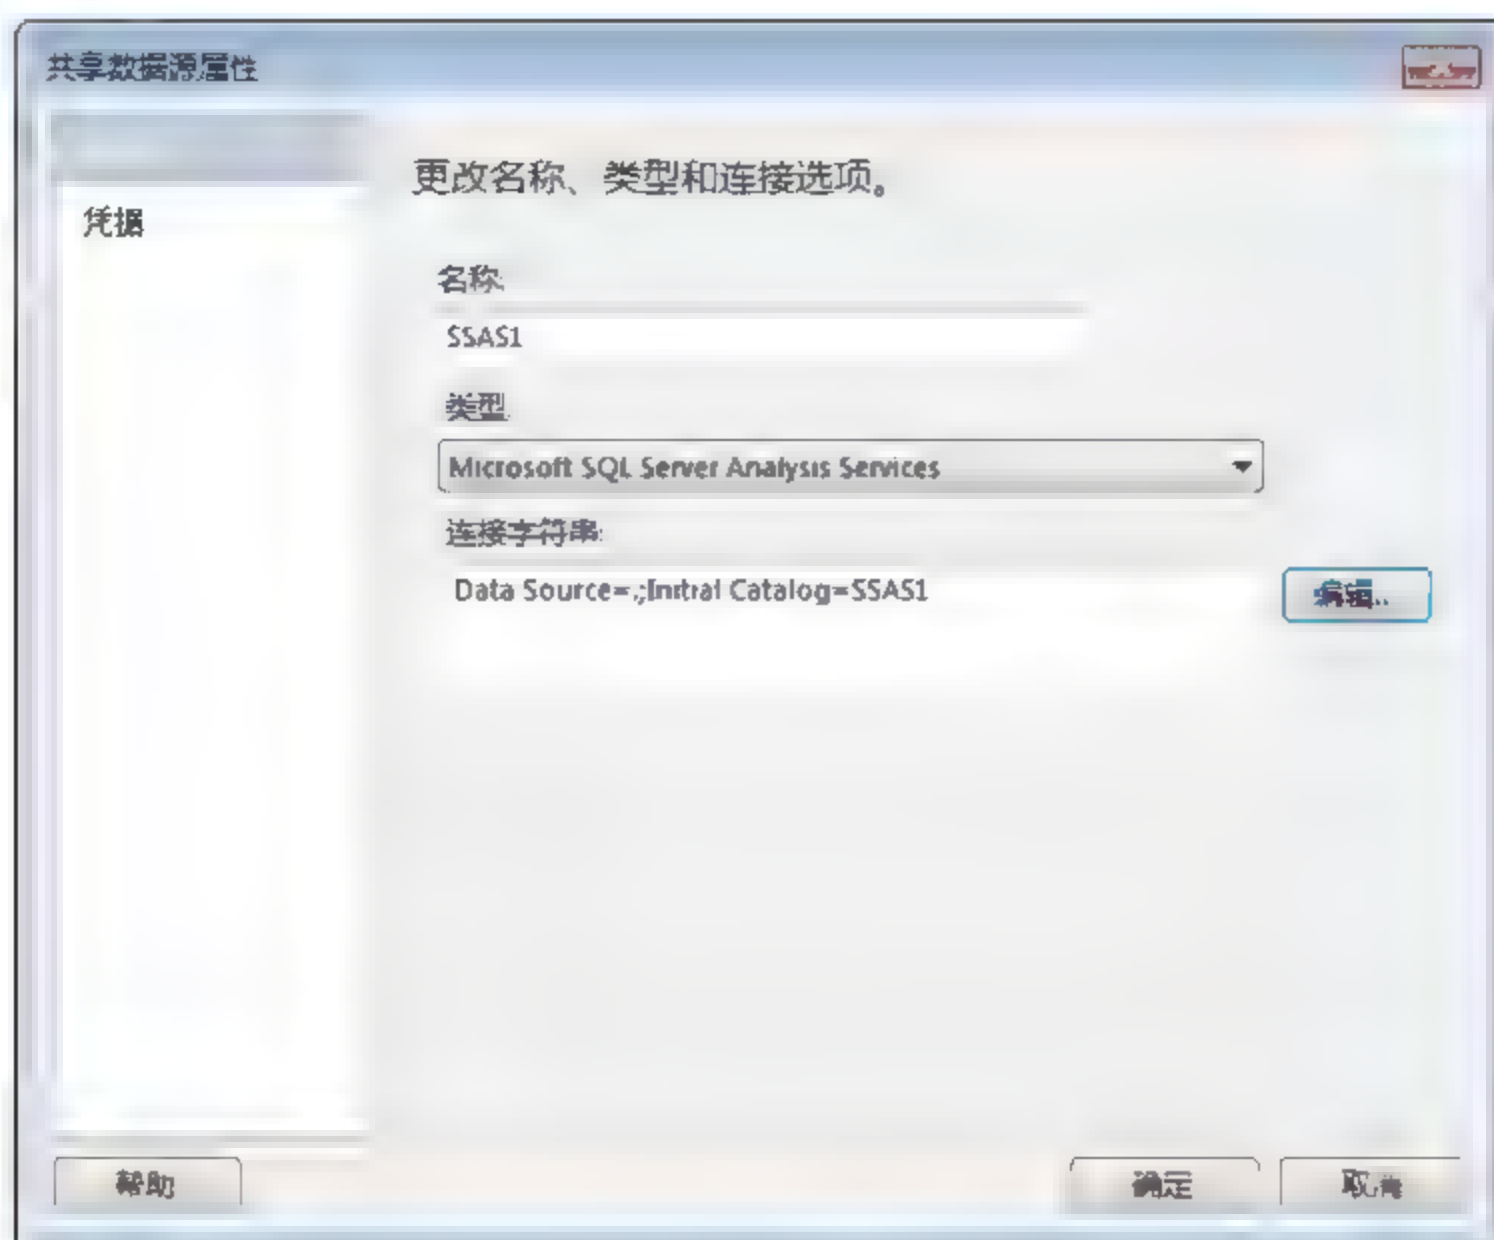 共享数据源属性
更改名称、类型和连接选项。
凭据
名称:
SSAS1
类型
Microsoft SQL Server Analysis Services
连接字符串:
Data Source=.;Initial Catalog=SSAS1
编辑..
帮助
确定
取消